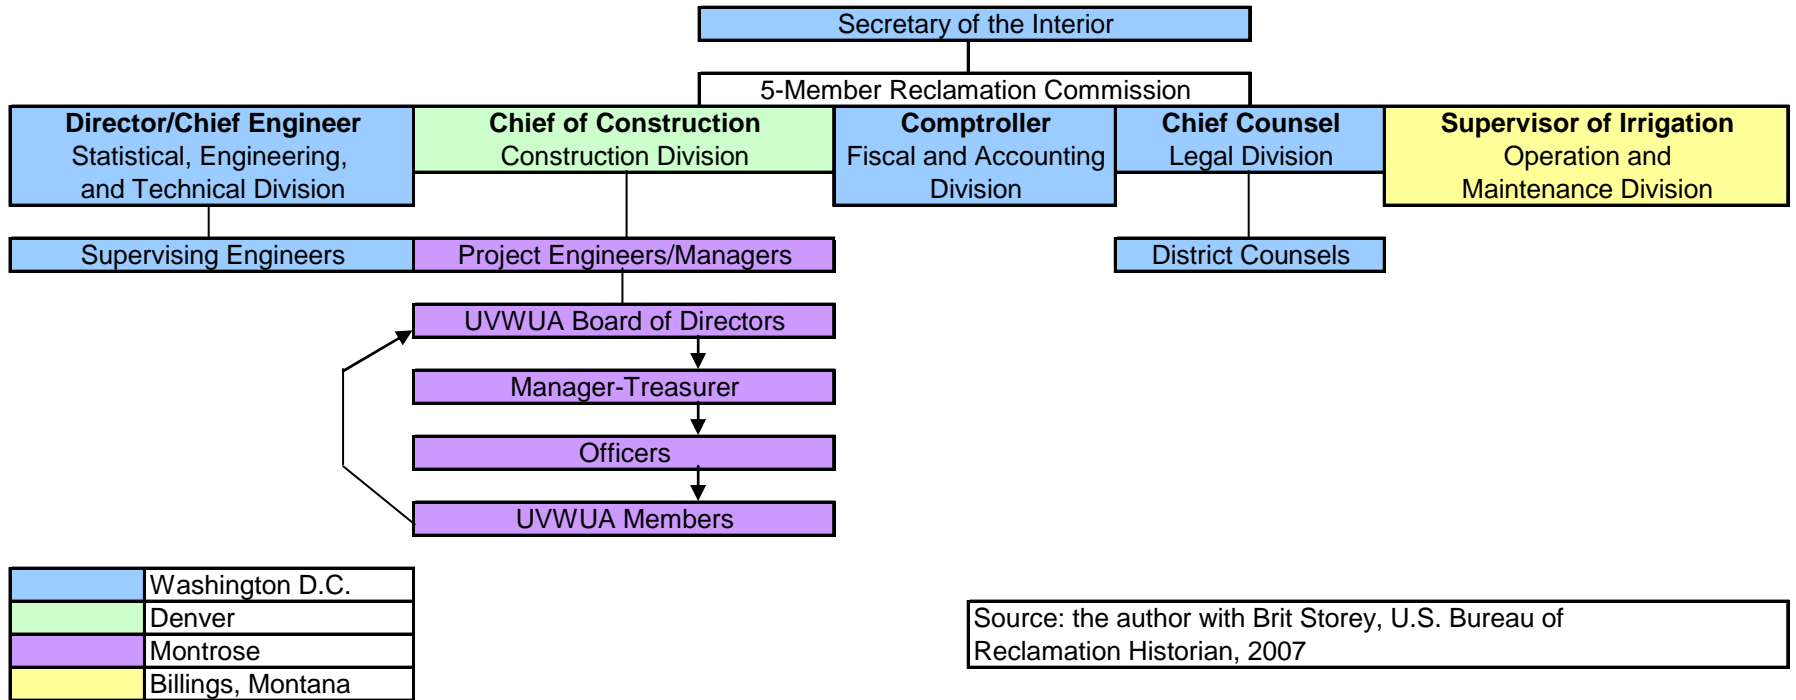 Secretary of the Interior
5-Member Reclamation Commission
Director/Chief Engineer
Statistical, Engineering,
and Technical Division
Chief of Construction
Construction Division
Comptroller
Fiscal and Accounting
Division
Chief Counsel
Legal Division
Supervisor of Irrigation
Operation and
Maintenance Division
Supervising Engineers
Project Engineers/Managers
District Counsels
UVWUA Board of Directors
Manager-Treasurer
Officers
UVWUA Members
Washington D.C.
Denver
Montrose
Billings, Montana
Source: the author with Brit Storey, U.S. Bureau of
Reclamation Historian, 2007